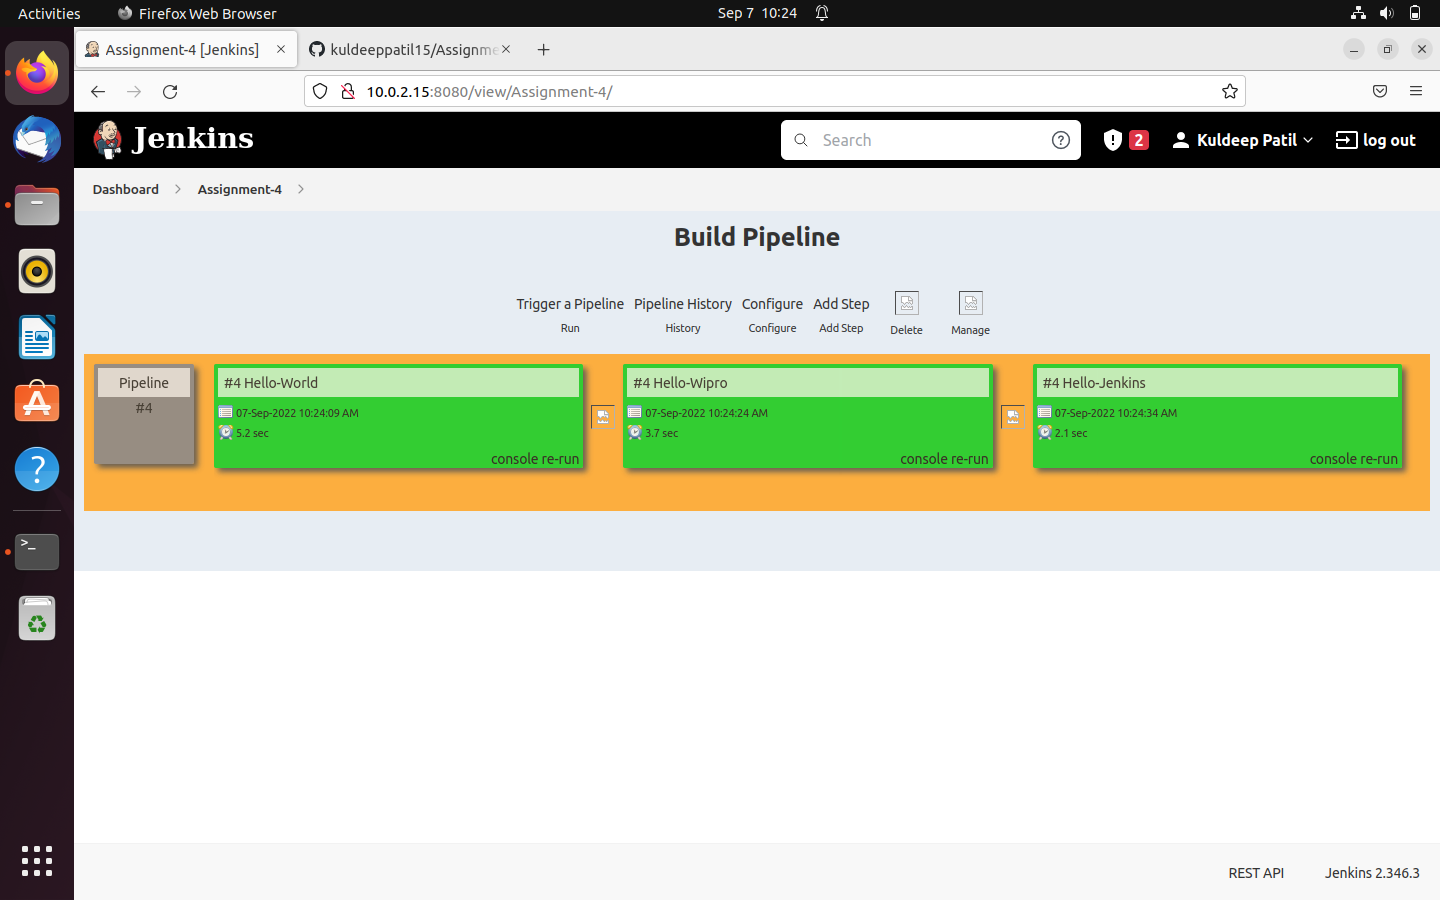 Activities Firefox Web Browser Sep 7 10:24
Assignment-4 [Jenkins] kuldeeppatil15/Assignme
10.0.2.15:8080/view/Assignment-4/
Jenkins Search 2 Kuldeep Patil log out
Dashboard Assignment-4
Build Pipeline
Trigger a Pipeline Pipeline History Configure Add Step
Run History Configure Add Step Delete Manage
Pipeline #4 Hello-World #4 Hello-Wipro #4 Hello-Jenkins
#4 07-Sep-2022 10:24:09 AM 07-Sep-2022 10:24:24 AM 07-Sep-2022 10:24:34 AM
5.2 sec 3.7 sec 2.1 sec
console re-run console re-run console re-run
REST API Jenkins 2.346.3